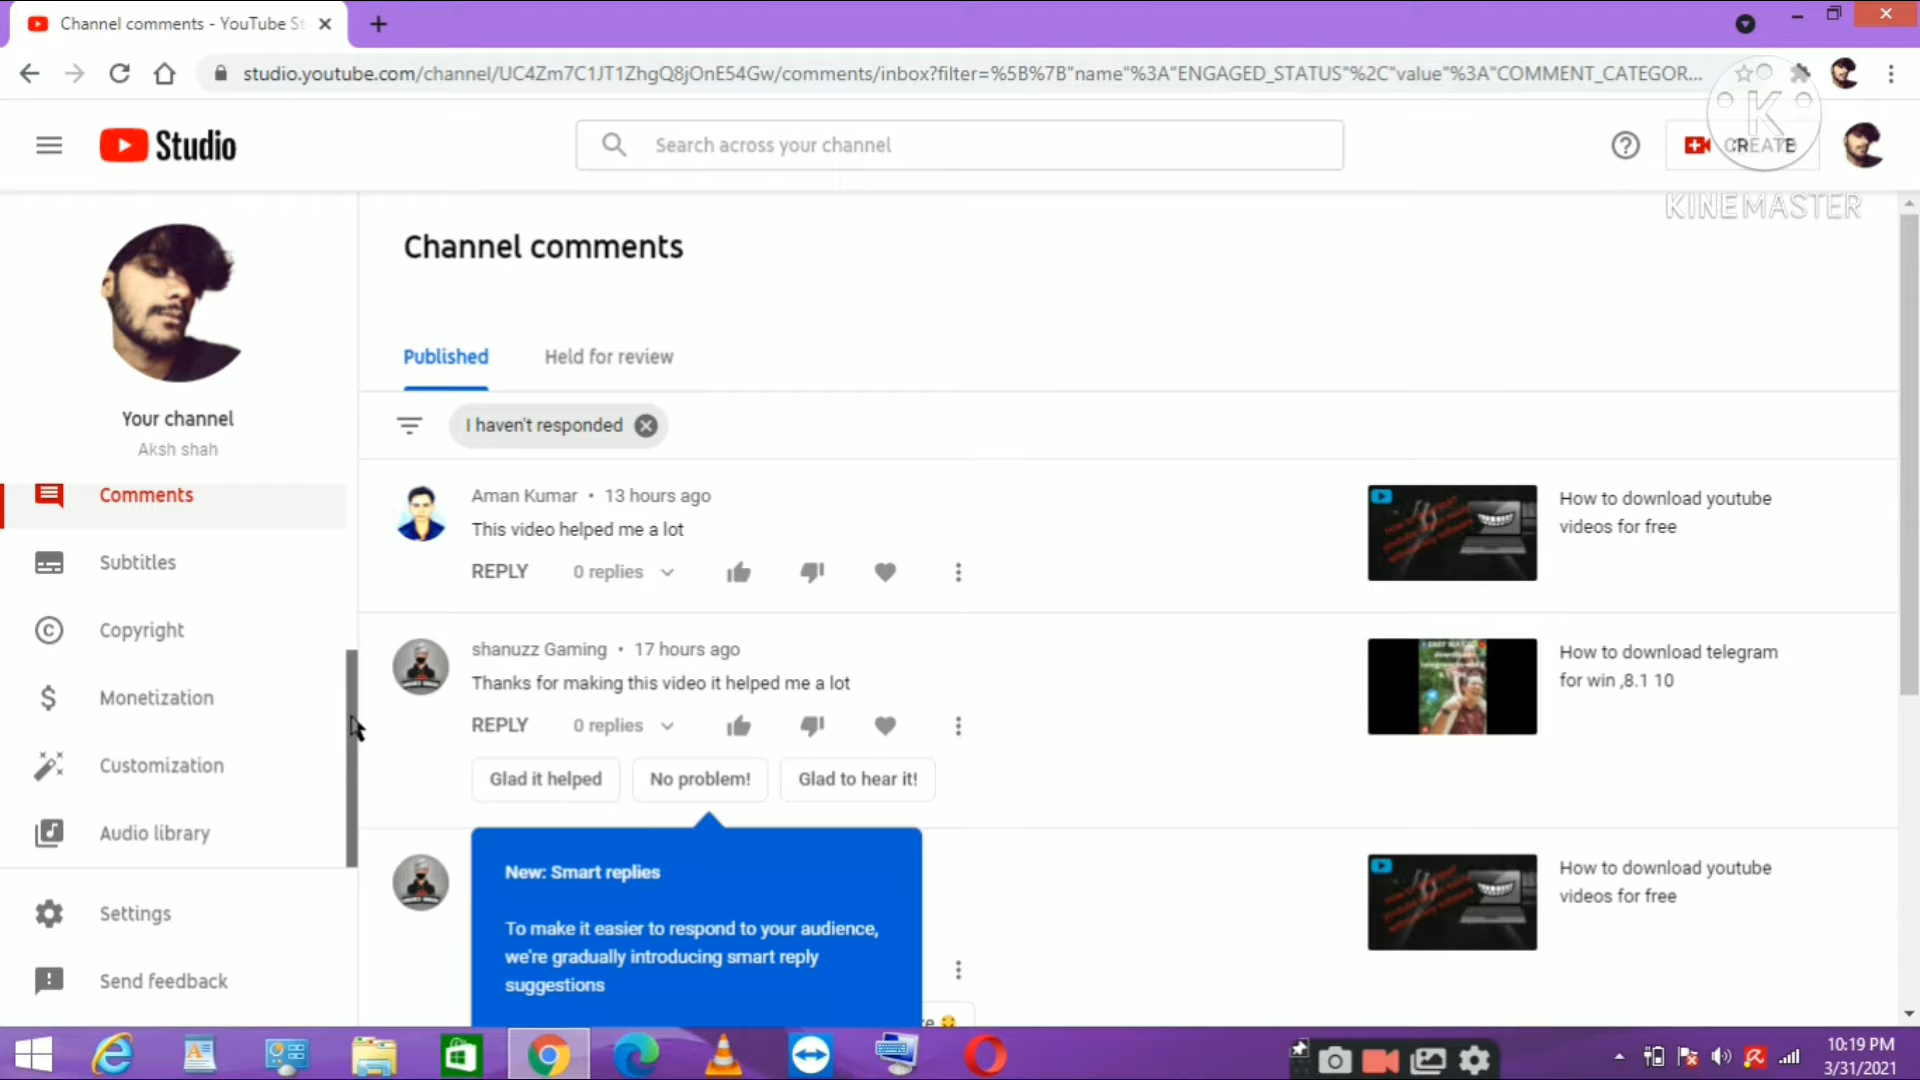 Channel comments - YouTube St
studio.youtube.com/channel/UC4Zm7C1JT1ZhgQ8jOnE54Gw/comments/inbox?filter=%5B%7B"name"%3A"ENGAGED_STATUS"%2C"value"%3A"COMMENT_CATEGOR...
Studio
Search across your channel
CREATE
K
KINEMASTER
Your channel
Aksh shah
Comments
Subtitles
Copyright
Monetization
Customization
Audio library
Settings
Send feedback
Channel comments
Published
Held for review
I haven't responded
Aman Kumar • 13 hours ago
This video helped me a lot
REPLY
0 replies
How to download youtube
videos for free
shanuzz Gaming • 17 hours ago
Thanks for making this video it helped me a lot
REPLY
0 replies
Glad it helped
No problem!
Glad to hear it!
How to download telegram
for win ,8.1 10
New: Smart replies
To make it easier to respond to your audience,
we're gradually introducing smart reply
suggestions
How to download youtube
videos for free
10:19 PM
3/31/2021